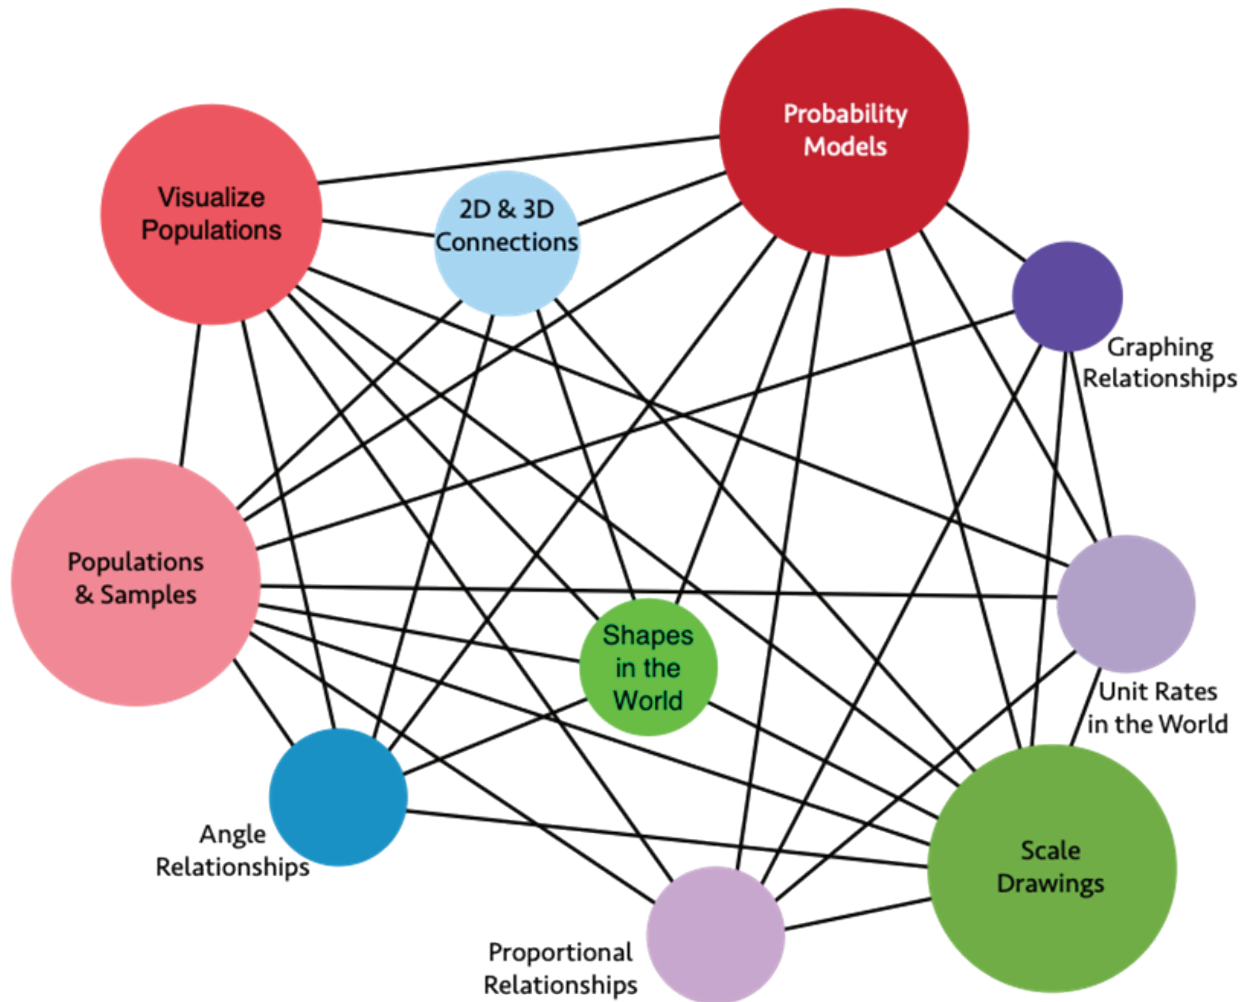 Probability
Models
Visualize
Populations
2D & 3D
Connections
Graphing
Relationships
Populations
& Samples
Shapes
in the
World
Unit Rates
in the World
Angle
Relationships
Scale
Drawings
Proportional
Relationships